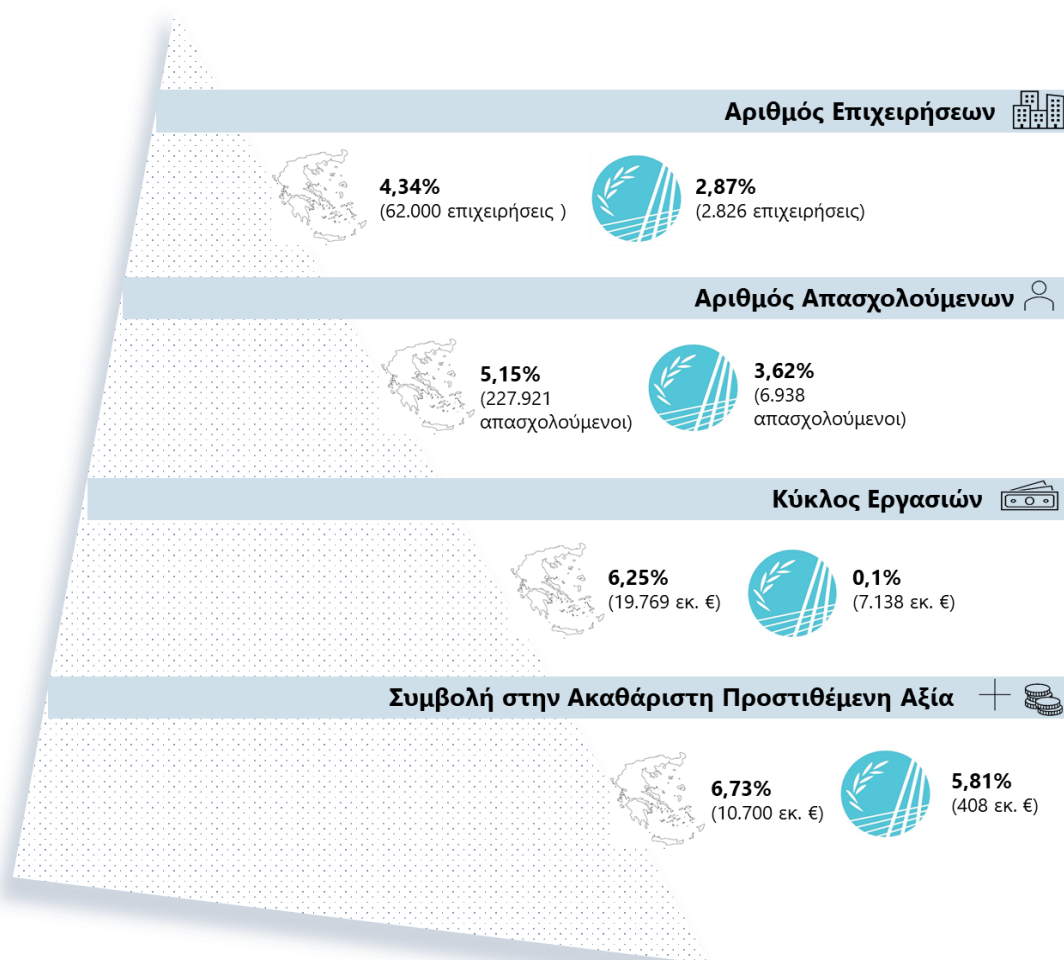 Αριθμός Επιχειρήσεων
4,34%
(62.000 επιχειρήσεις )
2,87%
(2.826 επιχειρήσεις)
Αριθμός Απασχολούμενων
5,15%
(227.921
απασχολούμενοι)
3,62%
(6.938
απασχολούμενοι)
Κύκλος Εργασιών
6,25%
(19.769 εκ. €)
0,1%
(7.138 εκ. €)
Συμβολή στην Ακαθάριστη Προστιθέμενη Αξία
6,73%
(10.700 εκ. €)
5,81%
(408 εκ. €)